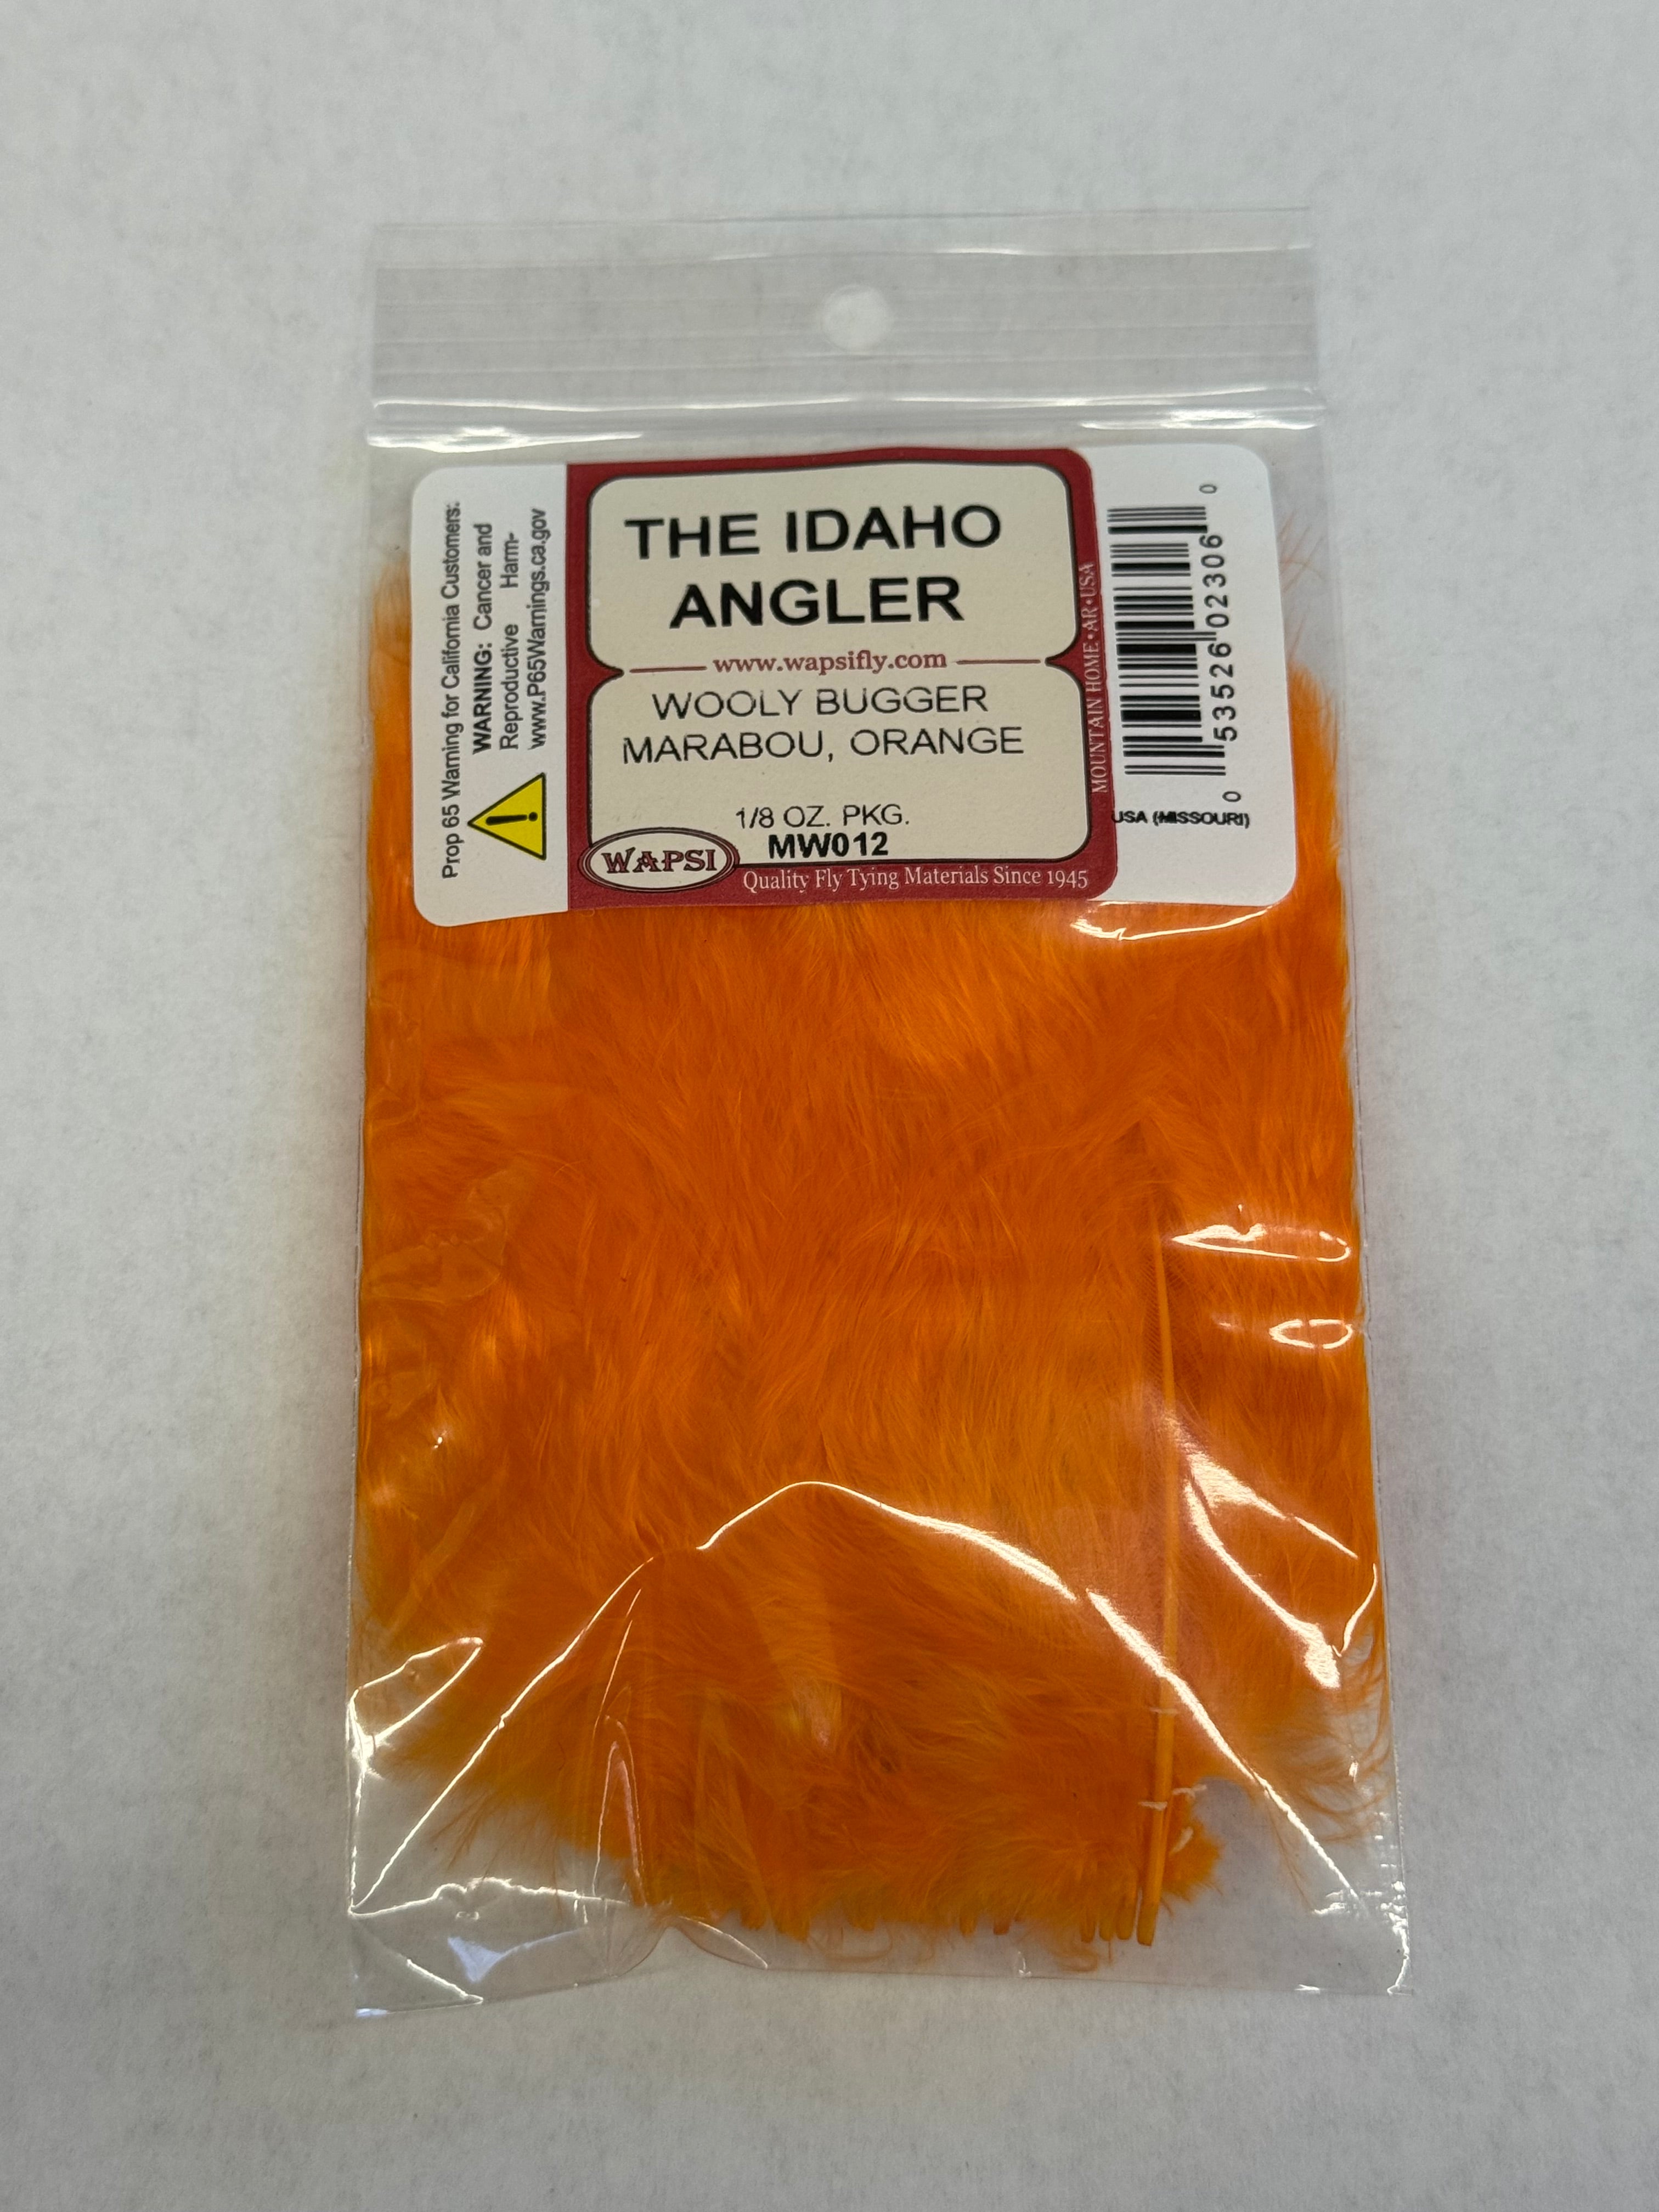 Prop 65 Warning for California Customers:
WARNING: Cancer and
Reproductive Harm-
www.P65Warnings.ca.gov
THE IDAHO
ANGLER
www.wapsifly.com
WOOLY BUGGER
MARABOU, ORANGE
1/8 OZ. PKG.
MW012
WAPSI
Quality Fly Tying Materials Since 1945
MOUNTAIN HOME • AR • USA
0 53526 02306 0
USA (MISSOURI)